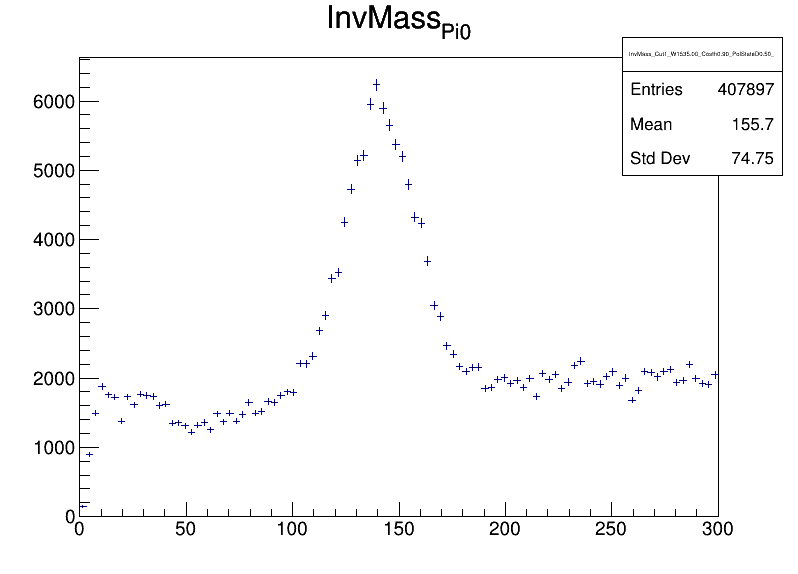 InvMass_Pi0
InvMass_Cut1_W1535.00_Costh0.90_PolStateD0.50_
Entries 407897
Mean 155.7
Std Dev 74.75
6000
5000
4000
3000
2000
1000
0
0 50 100 150 200 250 300